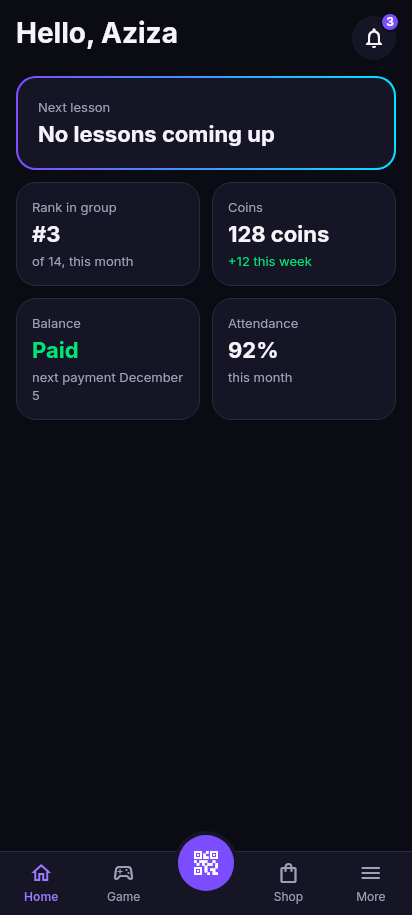 Hello, Aziza
3
Next lesson
No lessons coming up
Rank in group
#3
of 14, this month
Coins
128 coins
+12 this week
Balance
Paid
next payment December
5
Attendance
92%
this month
Home
Game
Shop
More